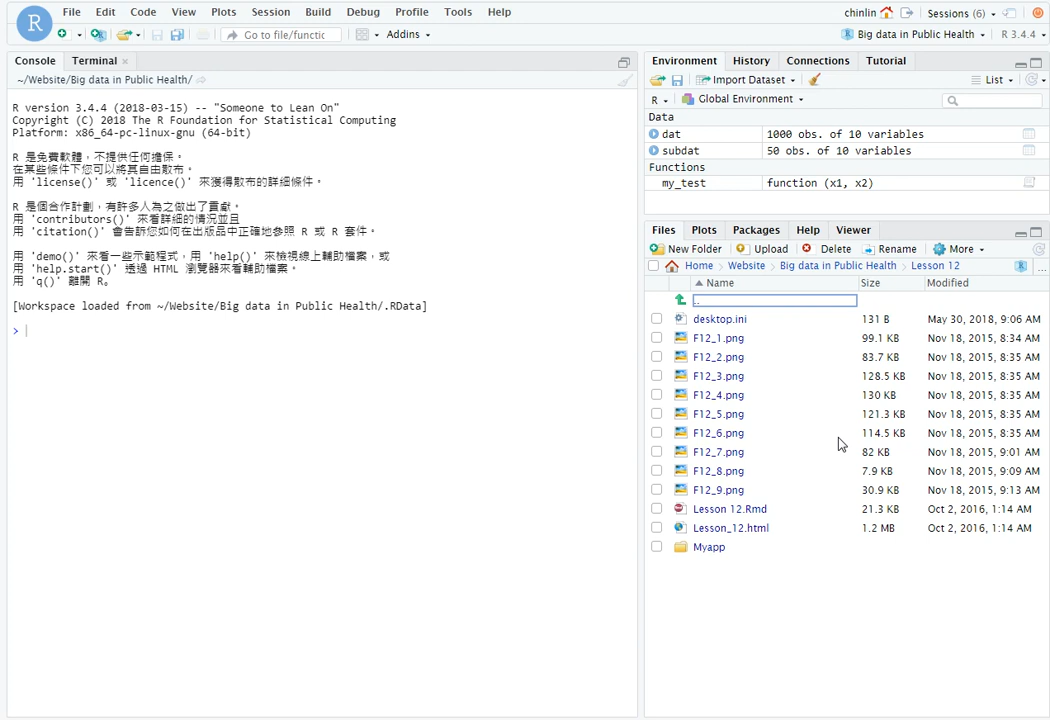 File Edit Code View Plots Session Build Debug Profile Tools Help
chinlin Sessions (6)
R Go to file/functic Addins Big data in Public Health R 3.4.4
Console Terminal
~/Website/Big data in Public Health/
R version 3.4.4 (2018-03-15) -- "Someone to Lean On"
Copyright (C) 2018 The R Foundation for Statistical Computing
Platform: x86_64-pc-linux-gnu (64-bit)
R 是免費軟體，不提供任何擔保。
在某些條件下您可以將其自由散布。
用 'license()' 或 'licence()' 來獲得散布的詳細條件。
R 是個合作計劃，有許多人為之做出了貢獻。
用 'contributors()' 來看詳細的情況並且
用 'citation()' 會告訴您如何在出版品中正確地參照 R 或 R 套件。
用 'demo()' 來看一些示範程式，用 'help()' 來檢視線上輔助檔案，或
用 'help.start()' 透過 HTML 瀏覽器來看輔助檔案。
用 'q()' 離開 R。
[Workspace loaded from ~/Website/Big data in Public Health/.RData]
>
Environment History Connections Tutorial
Import Dataset List
R Global Environment
Data
dat 1000 obs. of 10 variables
subdat 50 obs. of 10 variables
Functions
my_test function (x1, x2)
Files Plots Packages Help Viewer
New Folder Upload Delete Rename More
Home Website Big data in Public Health Lesson 12 ...
Name Size Modified
..
desktop.ini 131 B May 30, 2018, 9:06 AM
F12_1.png 99.1 KB Nov 18, 2015, 8:34 AM
F12_2.png 83.7 KB Nov 18, 2015, 8:35 AM
F12_3.png 128.5 KB Nov 18, 2015, 8:35 AM
F12_4.png 130 KB Nov 18, 2015, 8:35 AM
F12_5.png 121.3 KB Nov 18, 2015, 8:35 AM
F12_6.png 114.5 KB Nov 18, 2015, 8:35 AM
F12_7.png 82 KB Nov 18, 2015, 9:01 AM
F12_8.png 7.9 KB Nov 18, 2015, 9:09 AM
F12_9.png 30.9 KB Nov 18, 2015, 9:13 AM
Lesson 12.Rmd 21.3 KB Oct 2, 2016, 1:14 AM
Lesson_12.html 1.2 MB Oct 2, 2016, 1:14 AM
Myapp